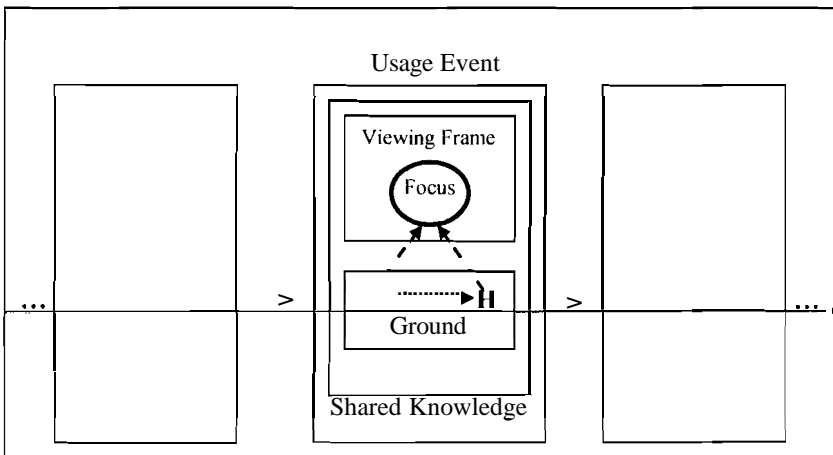 Usage Event
Viewing Frame
Focus
... > H > ...
Ground
Shared Knowledge